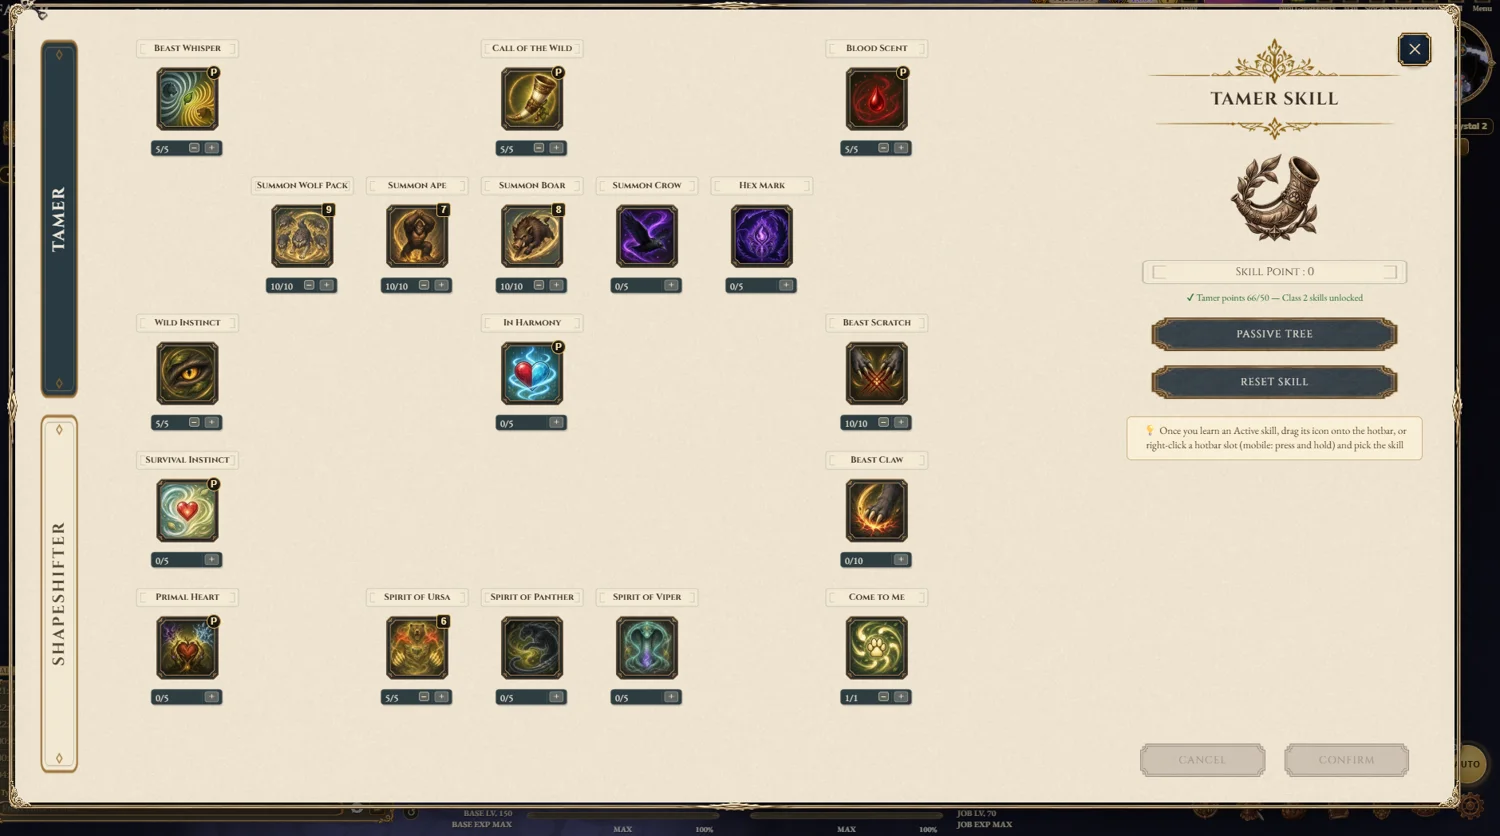 Menu
ystal 2
TAMER
SHAPESHIFTER
BEAST WHISPER
CALL OF THE WILD
BLOOD SCENT
P
P
P
5/5 − +
5/5 − +
5/5 − +
SUMMON WOLF PACK
SUMMON APE
SUMMON BOAR
SUMMON CROW
HEX MARK
9
7
8
10/10 − +
10/10 − +
10/10 − +
0/5 +
0/5 +
WILD INSTINCT
IN HARMONY
BEAST SCRATCH
P
5/5 − +
0/5 +
10/10 − +
SURVIVAL INSTINCT
BEAST CLAW
P
0/5 +
0/10 +
PRIMAL HEART
SPIRIT OF URSA
SPIRIT OF PANTHER
SPIRIT OF VIPER
COME TO ME
P
6
0/5 +
5/5 − +
0/5 +
0/5 +
1/1 − +
TAMER SKILL
SKILL POINT : 0
✓ Tamer points 66/50 — Class 2 skills unlocked
PASSIVE TREE
RESET SKILL
Once you learn an Active skill, drag its icon onto the hotbar, or
right-click a hotbar slot (mobile: press and hold) and pick the skill
CANCEL
CONFIRM
UTO
BASE LV. 150
BASE EXP MAX
MAX
100%
MAX
100%
JOB LV. 70
JOB EXP MAX